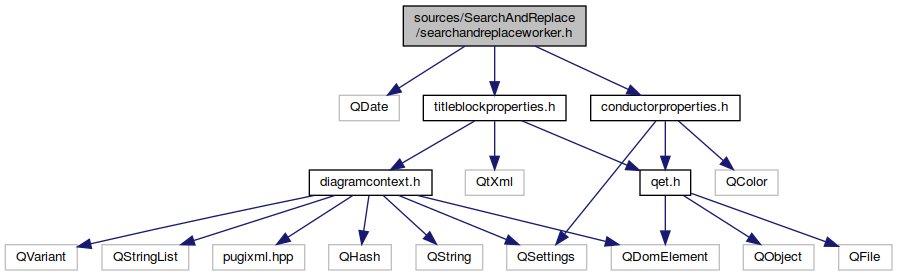 sources/SearchAndReplace
/searchandreplaceworker.h
QDate
titleblockproperties.h
conductorproperties.h
diagramcontext.h
QtXml
qet.h
QColor
QVariant
QStringList
pugixml.hpp
QHash
QString
QSettings
QDomElement
QObject
QFile